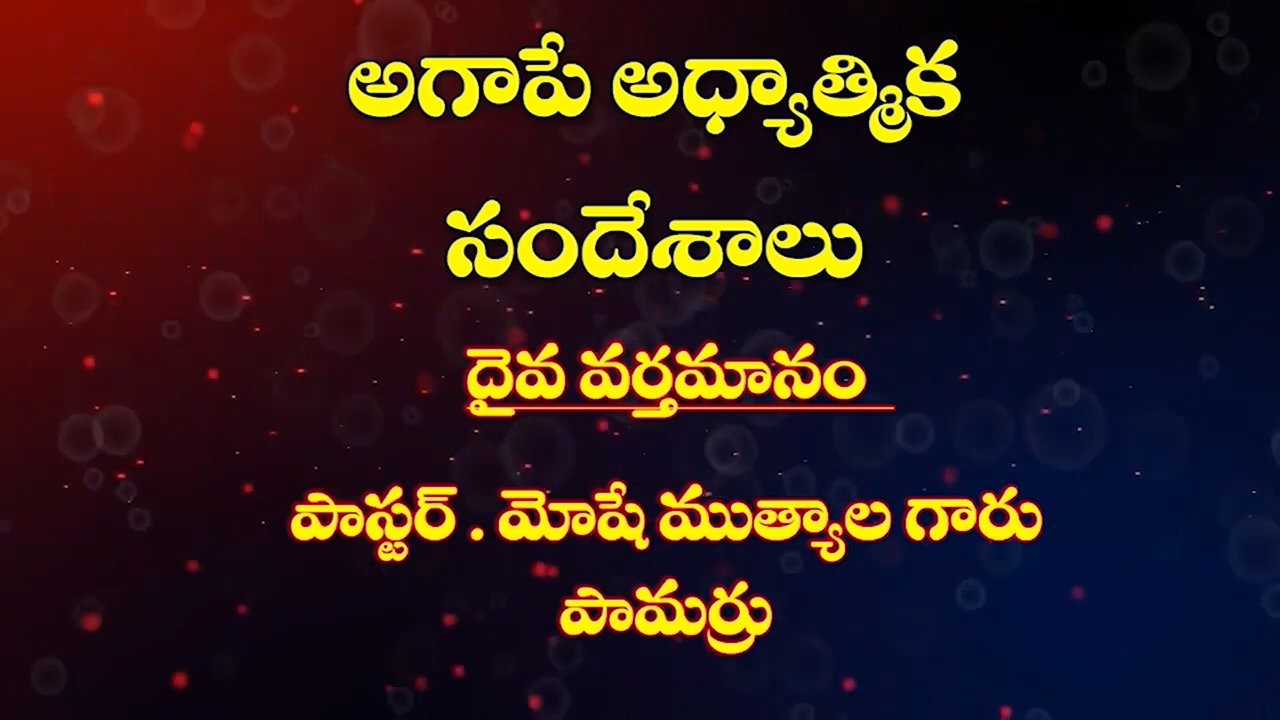 అగాపే అధ్యాత్మిక
సందేశాలు
దైవ వర్తమానం
పాస్టర్ . మోషే ముత్యాల గారు
పామర్రు